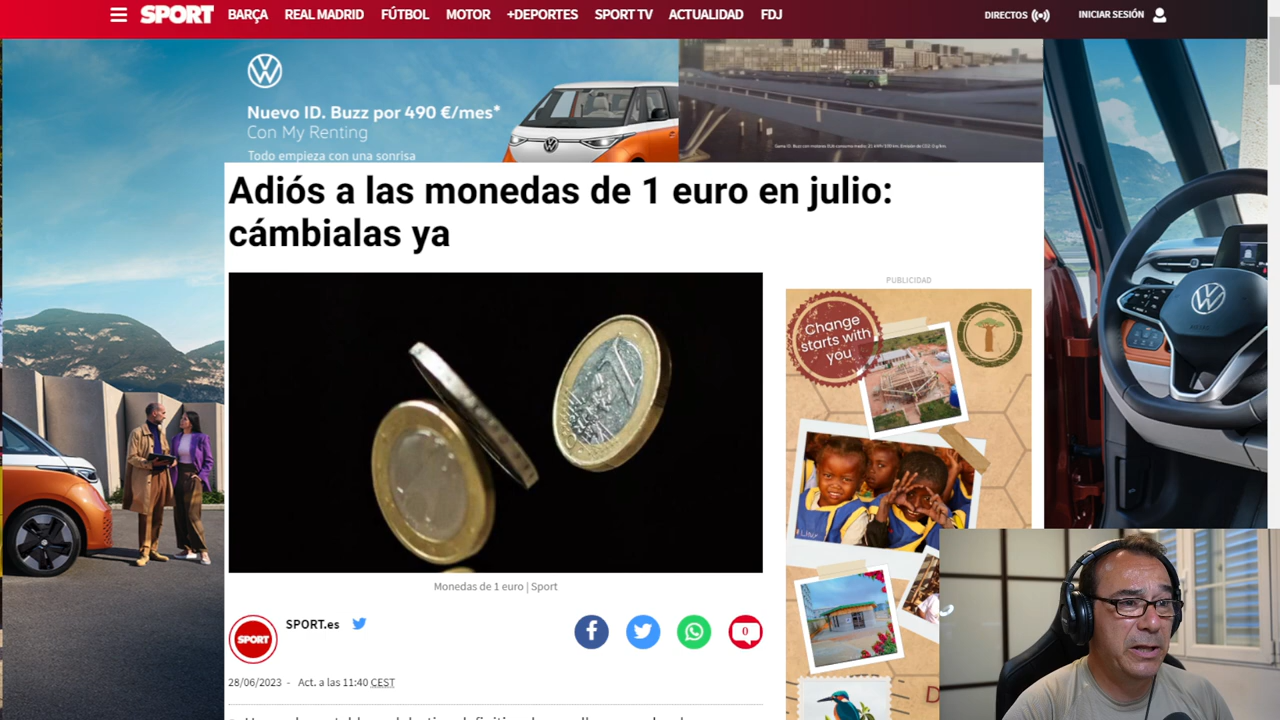 SPORT BARÇA REAL MADRID FÚTBOL MOTOR +DEPORTES SPORT TV ACTUALIDAD FDJ DIRECTOS INICIAR SESIÓN
Nuevo ID. Buzz por 490 €/mes*
Con My Renting
Todo empieza con una sonrisa
Adiós a las monedas de 1 euro en julio:
cámbialas ya
PUBLICIDAD
Change
starts with
you
Monedas de 1 euro | Sport
SPORT
SPORT.es
0
28/06/2023 - Act. a las 11:40 CEST